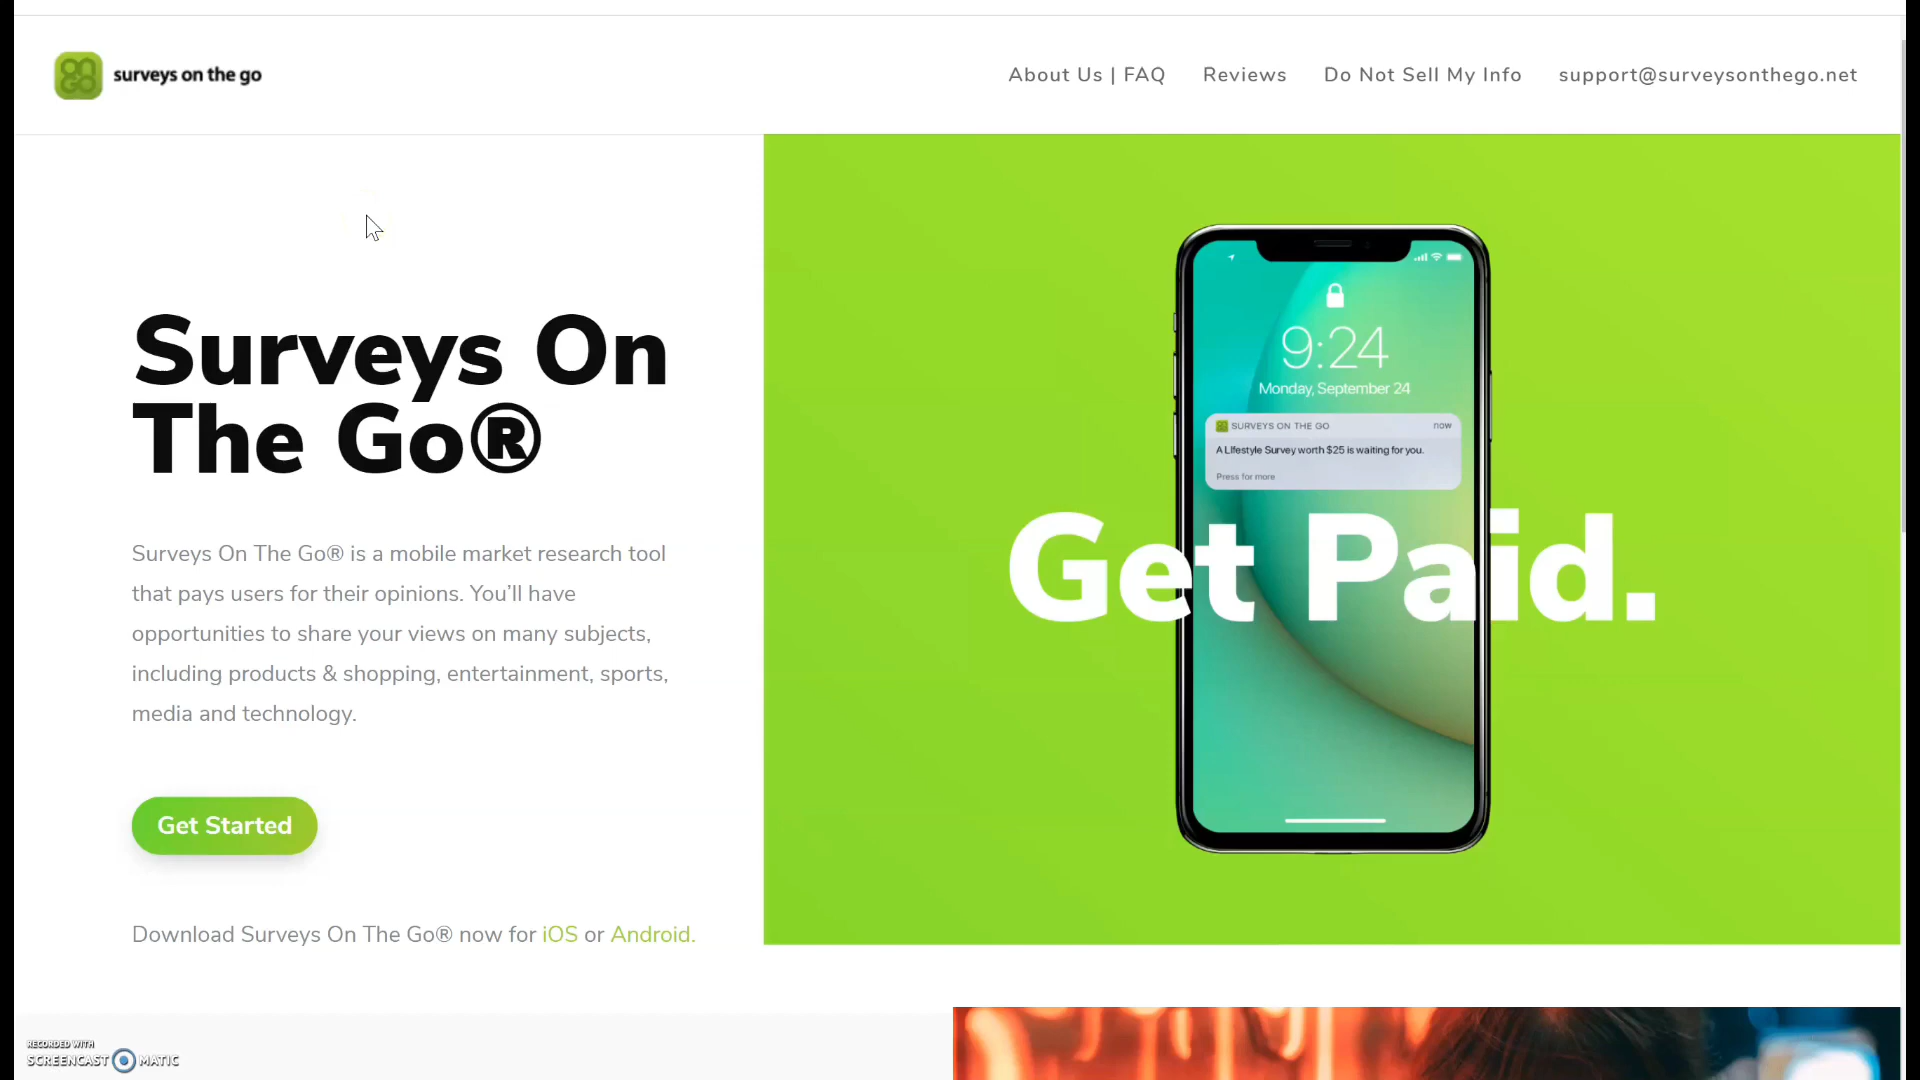 surveys on the go
About Us | FAQ
Reviews
Do Not Sell My Info
support@surveysonthego.net
Surveys On
The Go®
Surveys On The Go® is a mobile market research tool
that pays users for their opinions. You’ll have
opportunities to share your views on many subjects,
including products & shopping, entertainment, sports,
media and technology.
Get Started
Download Surveys On The Go® now for iOS or Android.
9:24
Monday, September 24
SURVEYS ON THE GO
now
A Lifestyle Survey worth $25 is waiting for you.
Press for more
Get Paid.
RECORDED WITH
SCREENCAST MATIC